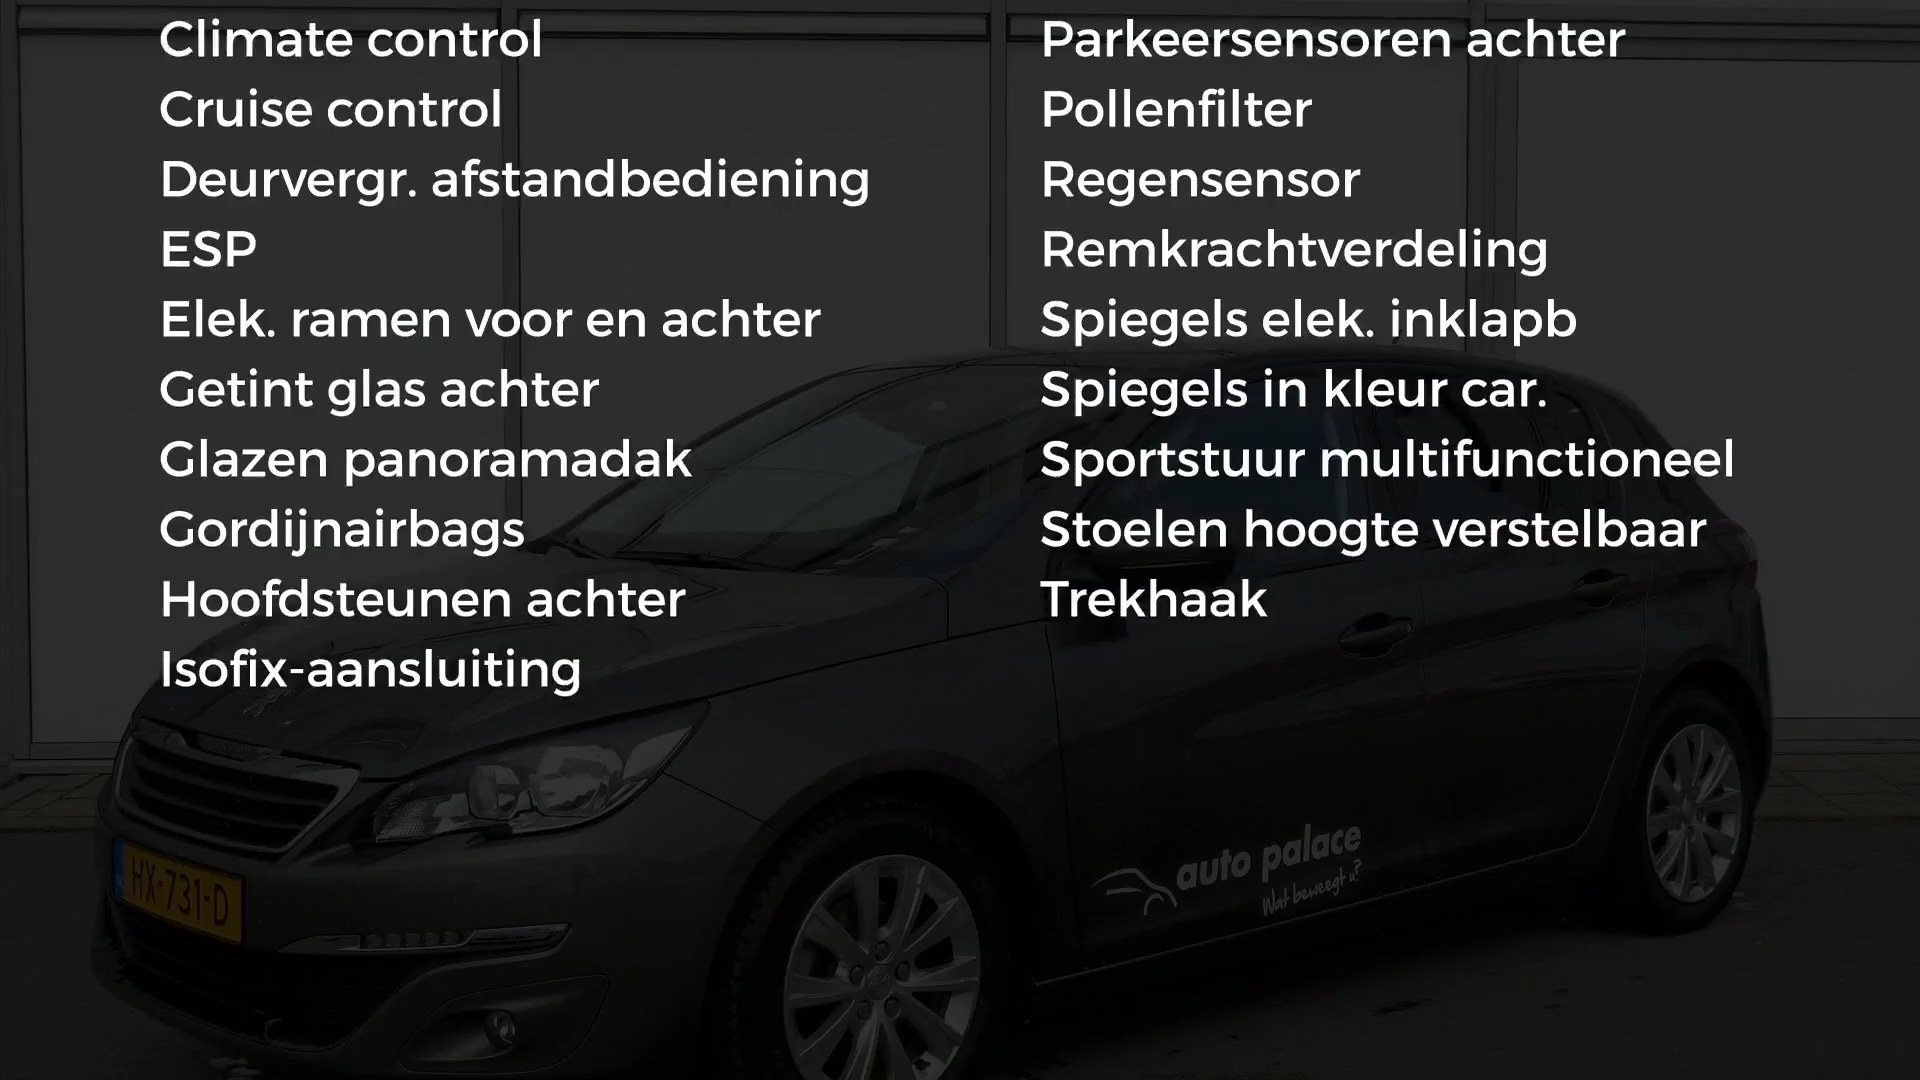 Climate control
Cruise control
Deurvergr. afstandbediening
ESP
Elek. ramen voor en achter
Getint glas achter
Glazen panoramadak
Gordijnairbags
Hoofdsteunen achter
Isofix-aansluiting
Parkeersensoren achter
Pollenfilter
Regensensor
Remkrachtverdeling
Spiegels elek. inklapb
Spiegels in kleur car.
Sportstuur multifunctioneel
Stoelen hoogte verstelbaar
Trekhaak
HX-731-D
auto palace
Wat beweegt u?